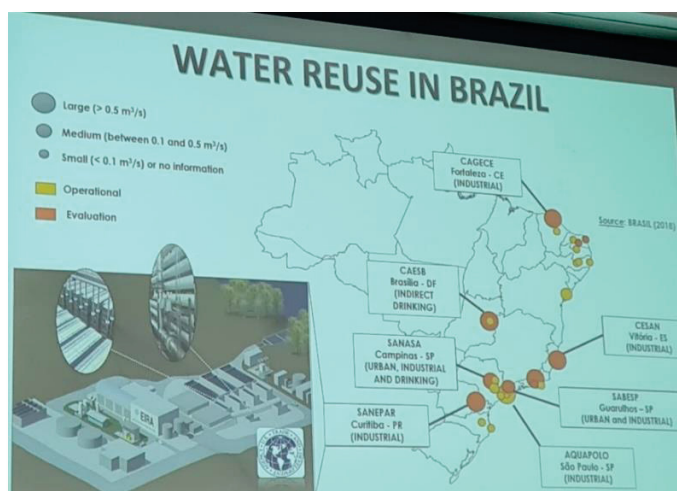 WATER REUSE IN BRAZIL
Large (> 0.5 m³/s)
Medium (between 0.1 and 0.5 m³/s)
Small (< 0.1 m³/s) or no information
Operational
Evaluation
CAGECE
Fortaleza - CE
(INDUSTRIAL)
Source: BRASIL (2018)
CAESB
Brasília - DF
(INDIRECT
DRINKING)
CESAN
Vitória - ES
(INDUSTRIAL)
SANASA
Campinas - SP
(URBAN, INDUSTRIAL
AND DRINKING)
SABESP
Guarulhos - SP
(URBAN and INDUSTRIAL)
SANEPAR
Curitiba - PR
(INDUSTRIAL)
AQUAPOLO
São Paulo - SP
(INDUSTRIAL)
EIRA